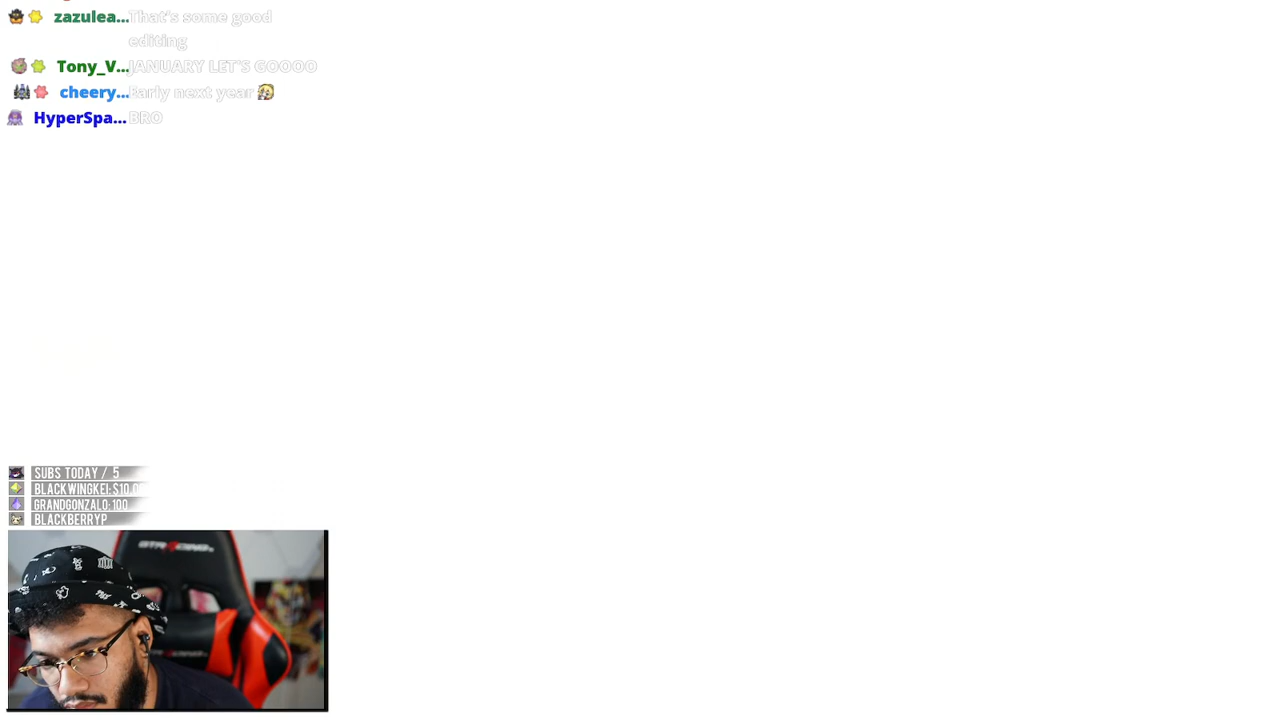 zazulea... That's some good
editing
Tony_V... JANUARY LET'S GOOOO
cheery... Early next year
HyperSpa... BRO
SUBS TODAY / 5
BLACKWINGKEI: $10.0
GRANDGONZALO: 100
BLACKBERRYP